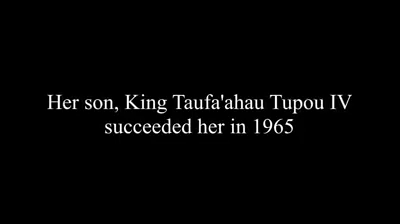 Her son, King Taufa'ahau Tupou IV
succeeded her in 1965